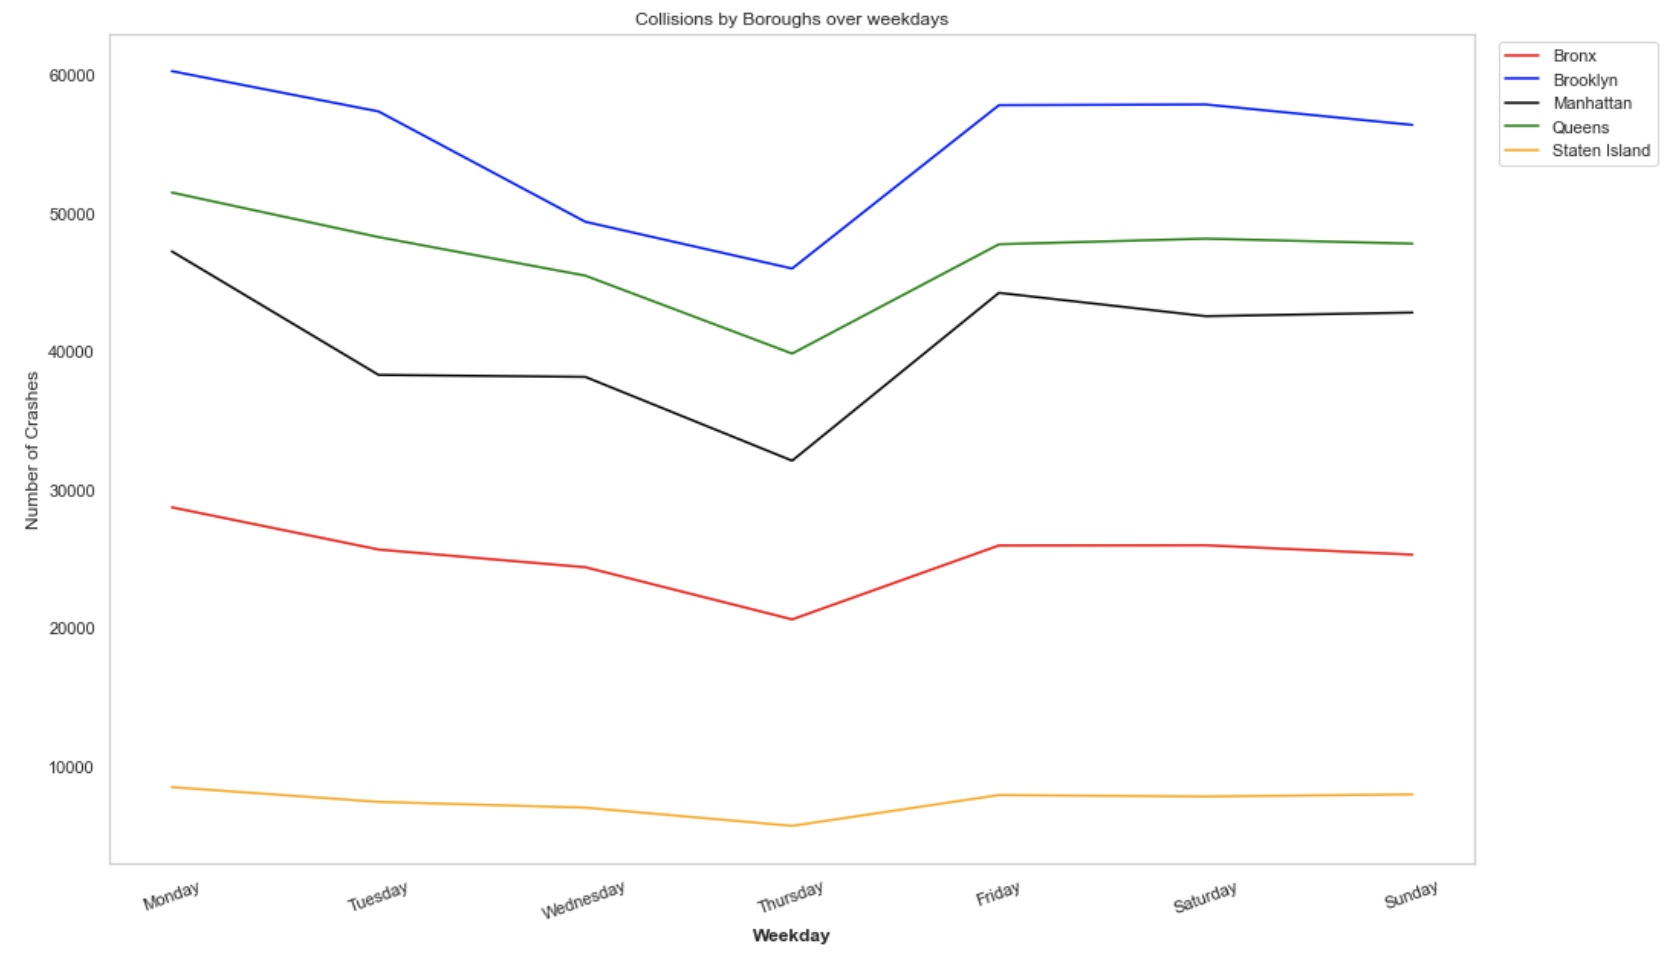 Collisions by Boroughs over weekdays
Bronx
Brooklyn
Manhattan
Queens
Staten Island
Number of Crashes
60000
50000
40000
30000
20000
10000
Monday
Tuesday
Wednesday
Thursday
Friday
Saturday
Sunday
Weekday